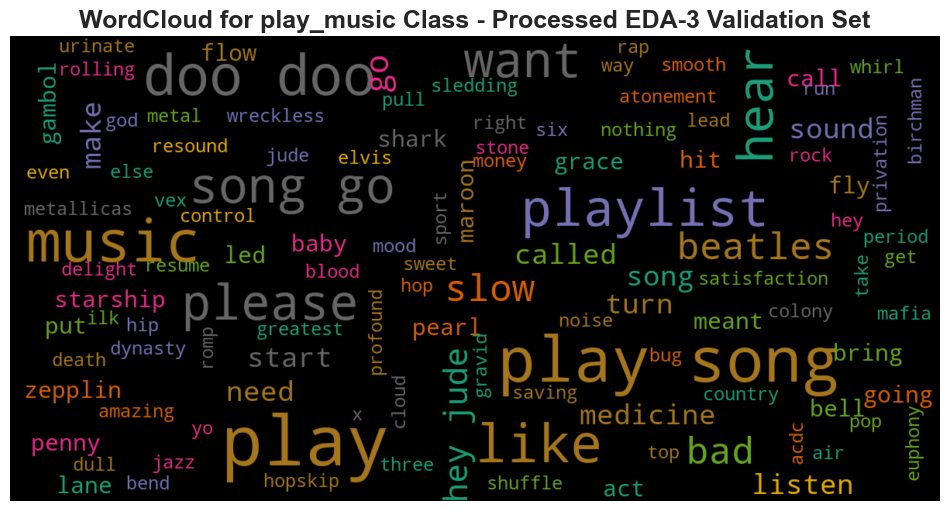 WordCloud for play_music Class - Processed EDA-3 Validation Set
urinate
flow
doo doo
go
want
rap
hear
call
whirl
rolling
gambol
way
smooth
run
sledding
pull
atonement
make
god
metal
wreckless
shark
right
six
nothing
lead
sound
privation
birchman
resound
jude
elvis
stone
money
grace
hit
rock
even
else
vex
song go
maroon
playlist
fly
metallicas
control
sport
hey
music
led
baby
mood
called
beatles
period
delight
resume
blood
sweet
song
satisfaction
take
get
starship
please
hop
slow
turn
colony
mafia
put
ilk
hip
greatest
profound
pearl
noise
meant
death
dynasty
romp
start
hey jude
gravid
play song
bug
bring
zepplin
need
cloud
saving
country
going
amazing
x
medicine
bell
pop
penny
yo
play
like
bad
acdc
euphony
dull
jazz
three
top
air
lane
bend
hopskip
shuffle
act
listen